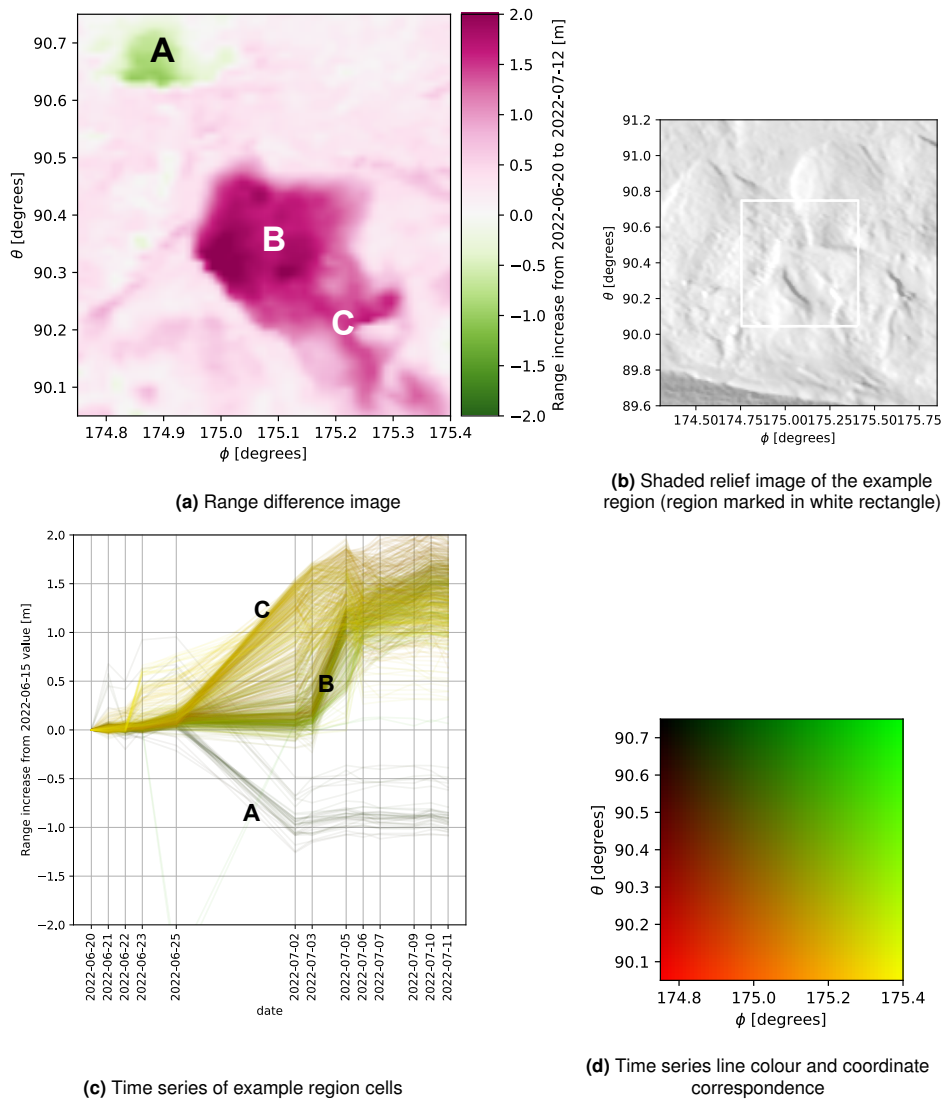 A
B
C
90.7
90.6
90.5
90.4
90.3
90.2
90.1
θ [degrees]
174.8 174.9 175.0 175.1 175.2 175.3 175.4
ϕ [degrees]
2.0
1.5
1.0
0.5
0.0
−0.5
−1.0
−1.5
−2.0
Range increase from 2022-06-20 to 2022-07-12 [m]
(a) Range difference image
91.2
91.0
90.8
90.6
90.4
90.2
90.0
89.8
89.6
θ [degrees]
174.50 174.75 175.00 175.25 175.50 175.75
ϕ [degrees]
(b) Shaded relief image of the example
region (region marked in white rectangle)
2.0
1.5
1.0
0.5
0.0
−0.5
−1.0
−1.5
−2.0
Range increase from 2022-06-15 value [m]
C
B
A
2022-06-20
2022-06-21
2022-06-22
2022-06-23
2022-06-25
2022-07-02
2022-07-03
2022-07-05
2022-07-06
2022-07-07
2022-07-09
2022-07-10
2022-07-11
date
(c) Time series of example region cells
90.7
90.6
90.5
90.4
90.3
90.2
90.1
θ [degrees]
174.8 175.0 175.2 175.4
ϕ [degrees]
(d) Time series line colour and coordinate
correspondence